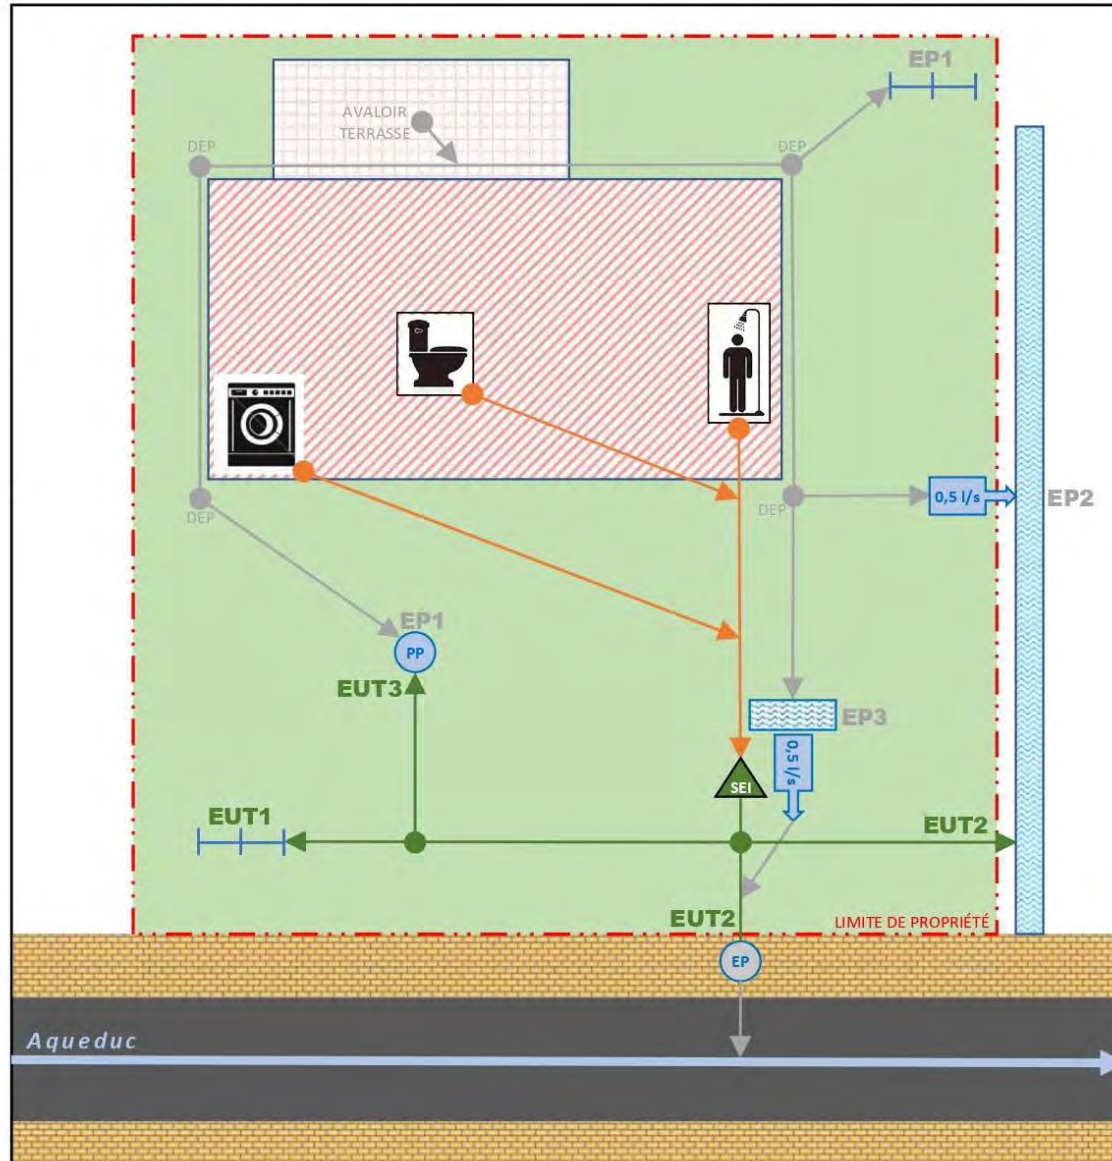 EP1
AVALOIR
TERRASSE
DEP
DEP
0,5 l/s
EP2
DEP
DEP
EP1
PP
EUT3
EP3
0,5 l/s
SEI
EUT1
EUT2
EUT2
LIMITE DE PROPRIÉTÉ
EP
Aqueduc